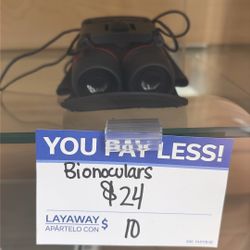 YOU PAY LESS!
Bionoculars
$24
LAYAWAY $ 10
APÁRTELO CON